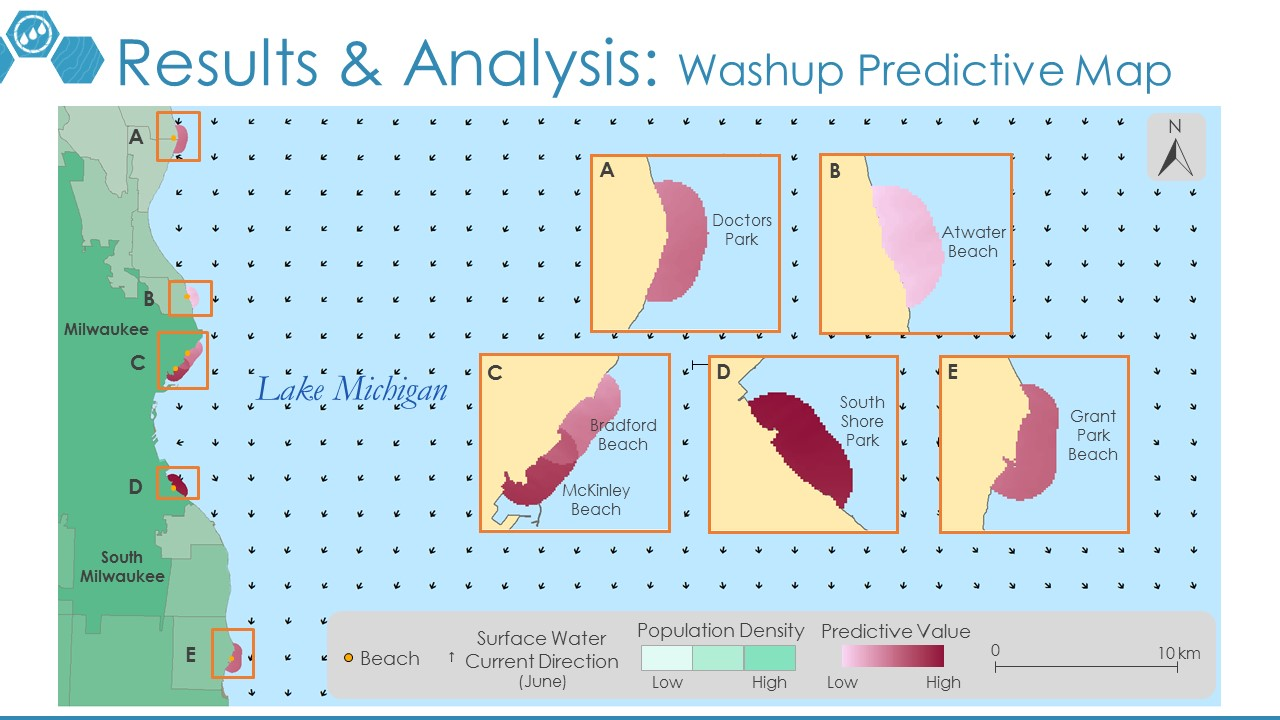 Results & Analysis: Washup Predictive Map
N
A
B
Milwaukee
C
D
South
Milwaukee
E
Lake Michigan
A
Doctors
Park
B
Atwater
Beach
C
Bradford
Beach
McKinley
Beach
D
South
Shore
Park
E
Grant
Park
Beach
Beach
↑ Surface Water
Current Direction
(June)
Population Density
Low High
Predictive Value
Low High
0 10 km